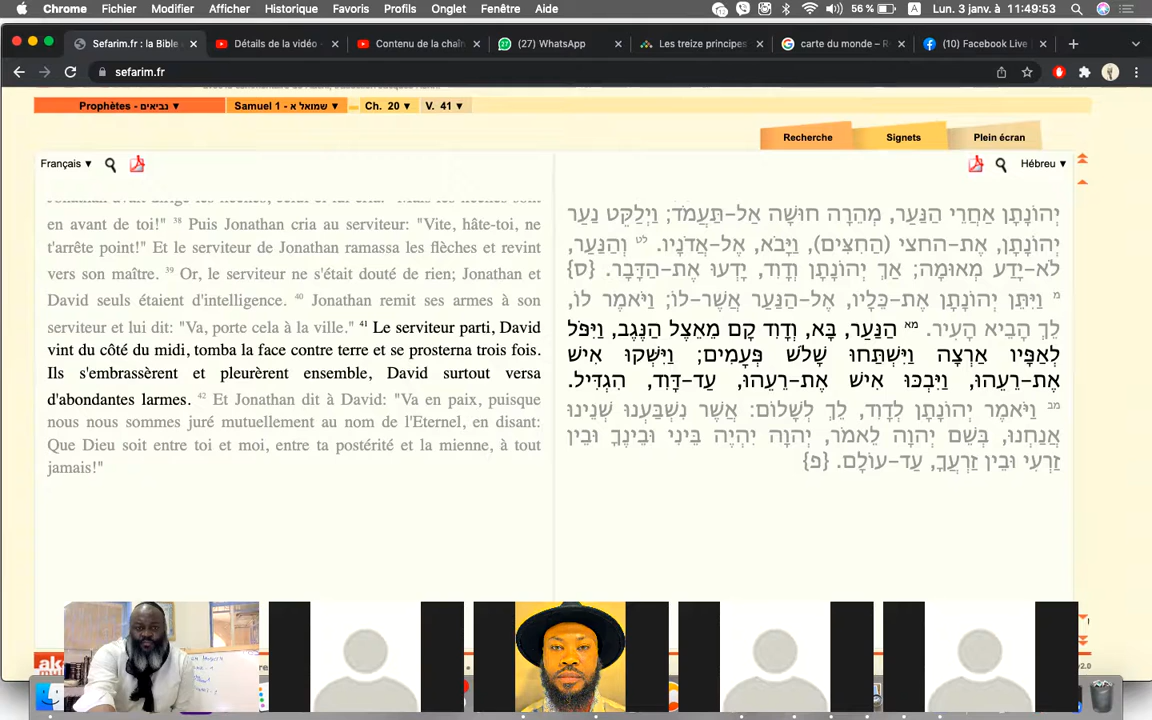 Chrome Fichier Modifier Afficher Historique Favoris Profils Onglet Fenêtre Aide 56 % A Lun. 3 janv. à 11:49:53
Sefarim.fr : la Bible Détails de la vidéo - Contenu de la chaî (27) WhatsApp Les treize principes carte du monde – R (10) Facebook Live
sefarim.fr
Prophètes - נביאים ▼ Samuel 1 - שמואל א ▼ Ch. 20 ▼ V. 41 ▼
Recherche Signets Plein écran
Français ▼ Hébreu ▼
en avant de toi!" 38 Puis Jonathan cria au serviteur: "Vite, hâte-toi, ne
t'arrête point!" Et le serviteur de Jonathan ramassa les flèches et revint
vers son maître. 39 Or, le serviteur ne s'était douté de rien; Jonathan et
David seuls étaient d'intelligence. 40 Jonathan remit ses armes à son
serviteur et lui dit: "Va, porte cela à la ville." 41 Le serviteur parti, David
vint du côté du midi, tomba la face contre terre et se prosterna trois fois.
Ils s'embrassèrent et pleurèrent ensemble, David surtout versa
d'abondantes larmes. 42 Et Jonathan dit à David: "Va en paix, puisque
nous nous sommes juré mutuellement au nom de l'Eternel, en disant:
Que Dieu soit entre toi et moi, entre ta postérité et la mienne, à tout
jamais!"
יְהוֹנָתָן אַחֲרֵי הַנַּעַר, מְהֵרָה חוּשָׁה אַל-תַּעֲמֹד; וַיְלַקֵּט נַעַר
יְהוֹנָתָן, אֶת-החצי (הַחִצִּים), וַיָּבֹא, אֶל-אֲדֹנָיו. לט וְהַנַּעַר,
לֹא-יָדַע מְאוּמָה; אַךְ יְהוֹנָתָן וְדָוִד, יָדְעוּ אֶת-הַדָּבָר. {ס}
מ וַיִּתֵּן יְהוֹנָתָן אֶת-כֵּלָיו, אֶל-הַנַּעַר אֲשֶׁר-לוֹ; וַיֹּאמֶר לוֹ,
לֵךְ הָבֵיא הָעִיר. מא הַנַּעַר, בָּא, וְדָוִד קָם מֵאֵצֶל הַנֶּגֶב, וַיִּפֹּל
לְאַפָּיו אַרְצָה וַיִּשְׁתַּחוּ שָׁלֹשׁ פְּעָמִים; וַיִּשְּׁקוּ אִישׁ
אֶת-רֵעֵהוּ, וַיִּבְכּוּ אִישׁ אֶת-רֵעֵהוּ, עַד-דָּוִד, הִגְדִּיל.
מב וַיֹּאמֶר יְהוֹנָתָן לְדָוִד, לֵךְ לְשָׁלוֹם: אֲשֶׁר נִשְׁבַּעְנוּ שְׁנֵינוּ
אֲנַחְנוּ, בְּשֵׁם יְהוָה לֵאמֹר, יְהוָה יִהְיֶה בֵּינִי וּבֵינֶךָ וּבֵין
זַרְעִי וּבֵין זַרְעֲךָ, עַד-עוֹלָם. {פ}